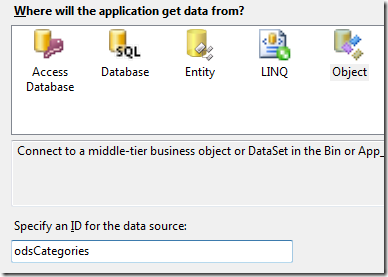 Where will the application get data from?
Access Database
SQL
Database
Entity
LINQ
Object
Connect to a middle-tier business object or DataSet in the Bin or App_
Specify an ID for the data source:
odsCategories